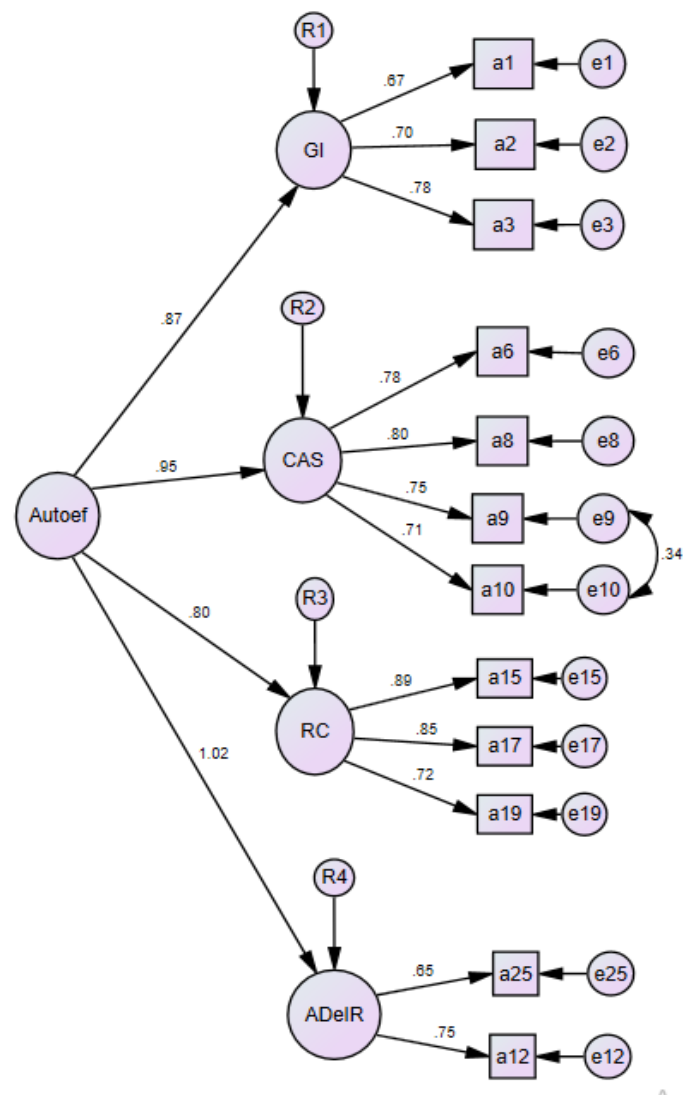 R1
a1
e1
.67
GI
.70
a2
e2
.78
a3
e3
.87
R2
.78
a6
e6
CAS
.80
a8
e8
.95
.75
a9
e9
.71
.34
Autoef
a10
e10
R3
.80
.89
a15
e15
RC
.85
a17
e17
1.02
.72
a19
e19
R4
.65
a25
e25
ADeIR
.75
a12
e12